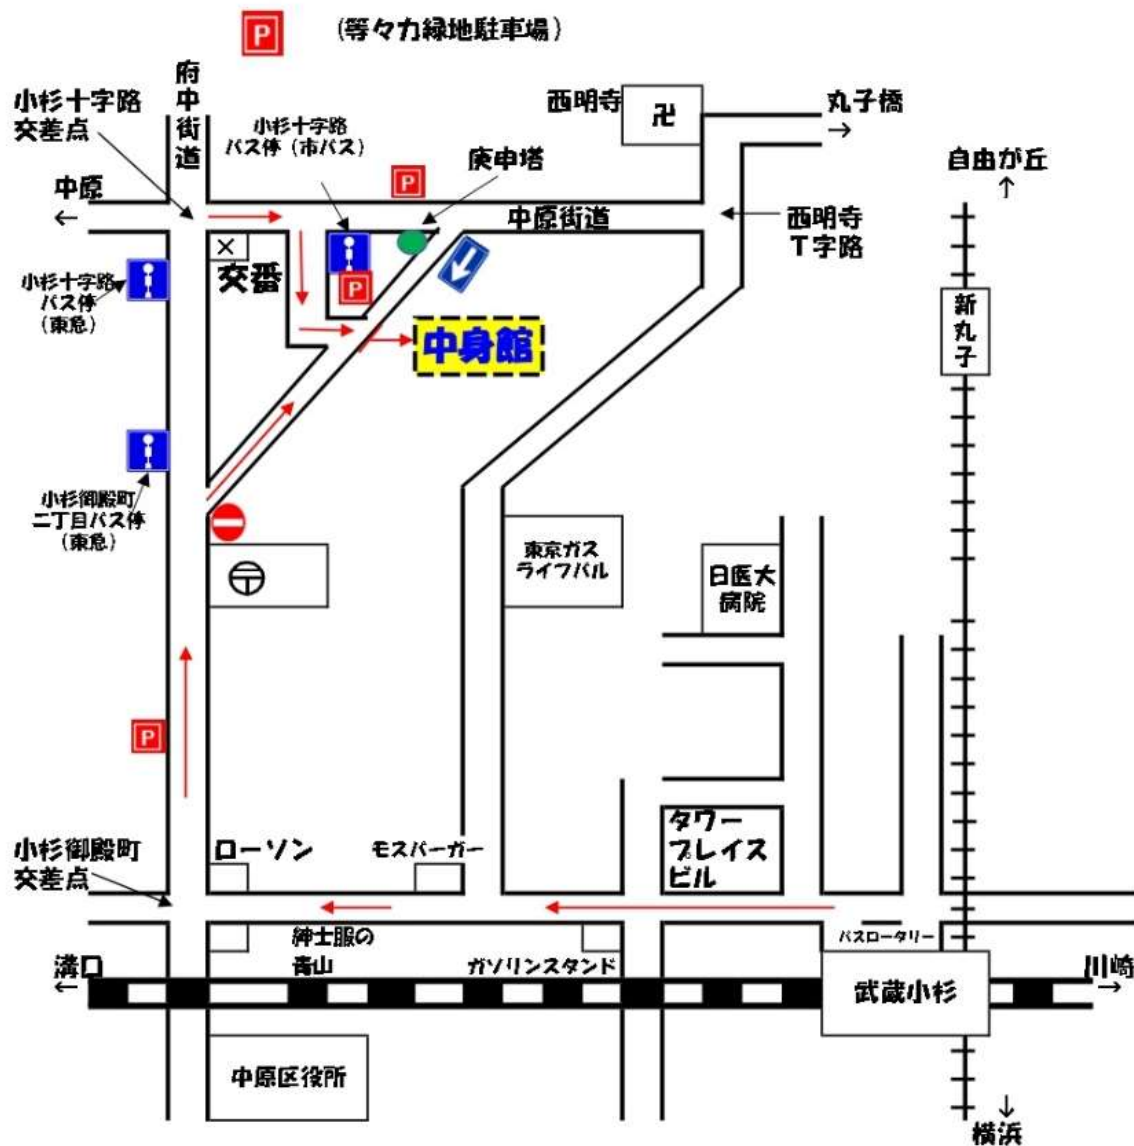 P
(等々力緑地駐車場)
府中街道
小杉十字路
交差点
小杉十字路
バス停(市バス)
西明寺
卍
丸子橋
→
P
庚申塔
自由が丘
↑
中原
←
中原街道
西明寺
T字路
小杉十字路
バス停
(東急)
×
交番
P
中身館
新丸子
小杉御殿町
二丁目バス停
(東急)
〒
東京ガス
ライフバル
日医大
病院
P
小杉御殿町
交差点
ローソン
モスバーガー
タワー
プレイス
ビル
紳士服の
青山
ガソリンスタンド
バスロータリー
溝口
←
武蔵小杉
川崎
→
中原区役所
↓
横浜